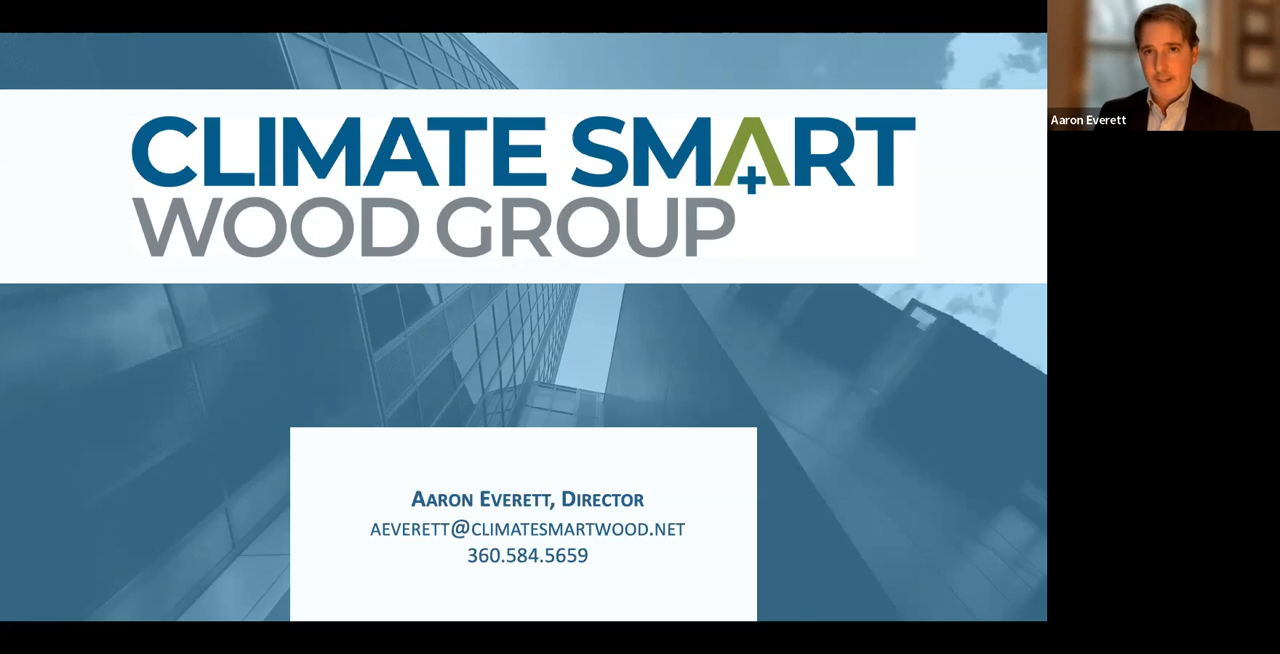 CLIMATE SMART
WOOD GROUP
Aaron Everett
AARON EVERETT, DIRECTOR
AEVERETT@CLIMATESMARTWOOD.NET
360.584.5659